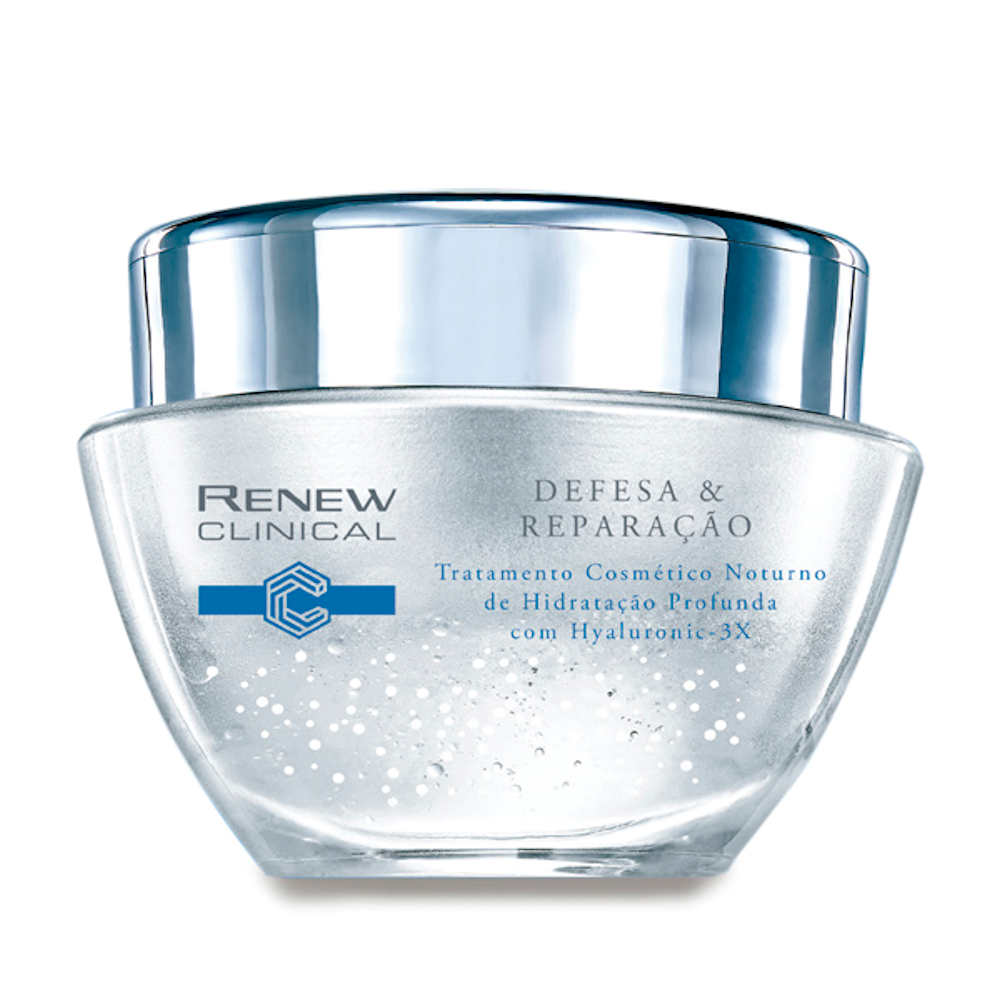 RENEW
CLINICAL
DEFESA &
REPARAÇÃO
Tratamento Cosmético Noturno
de Hidratação Profunda
com Hyaluronic-3X